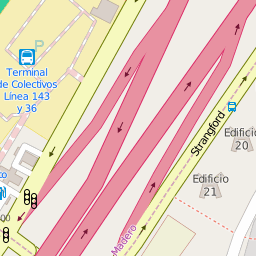 P
Terminal
de Colectivos
Línea 143
y 36
Strangford
Edificio
20
Edificio
21
Madero